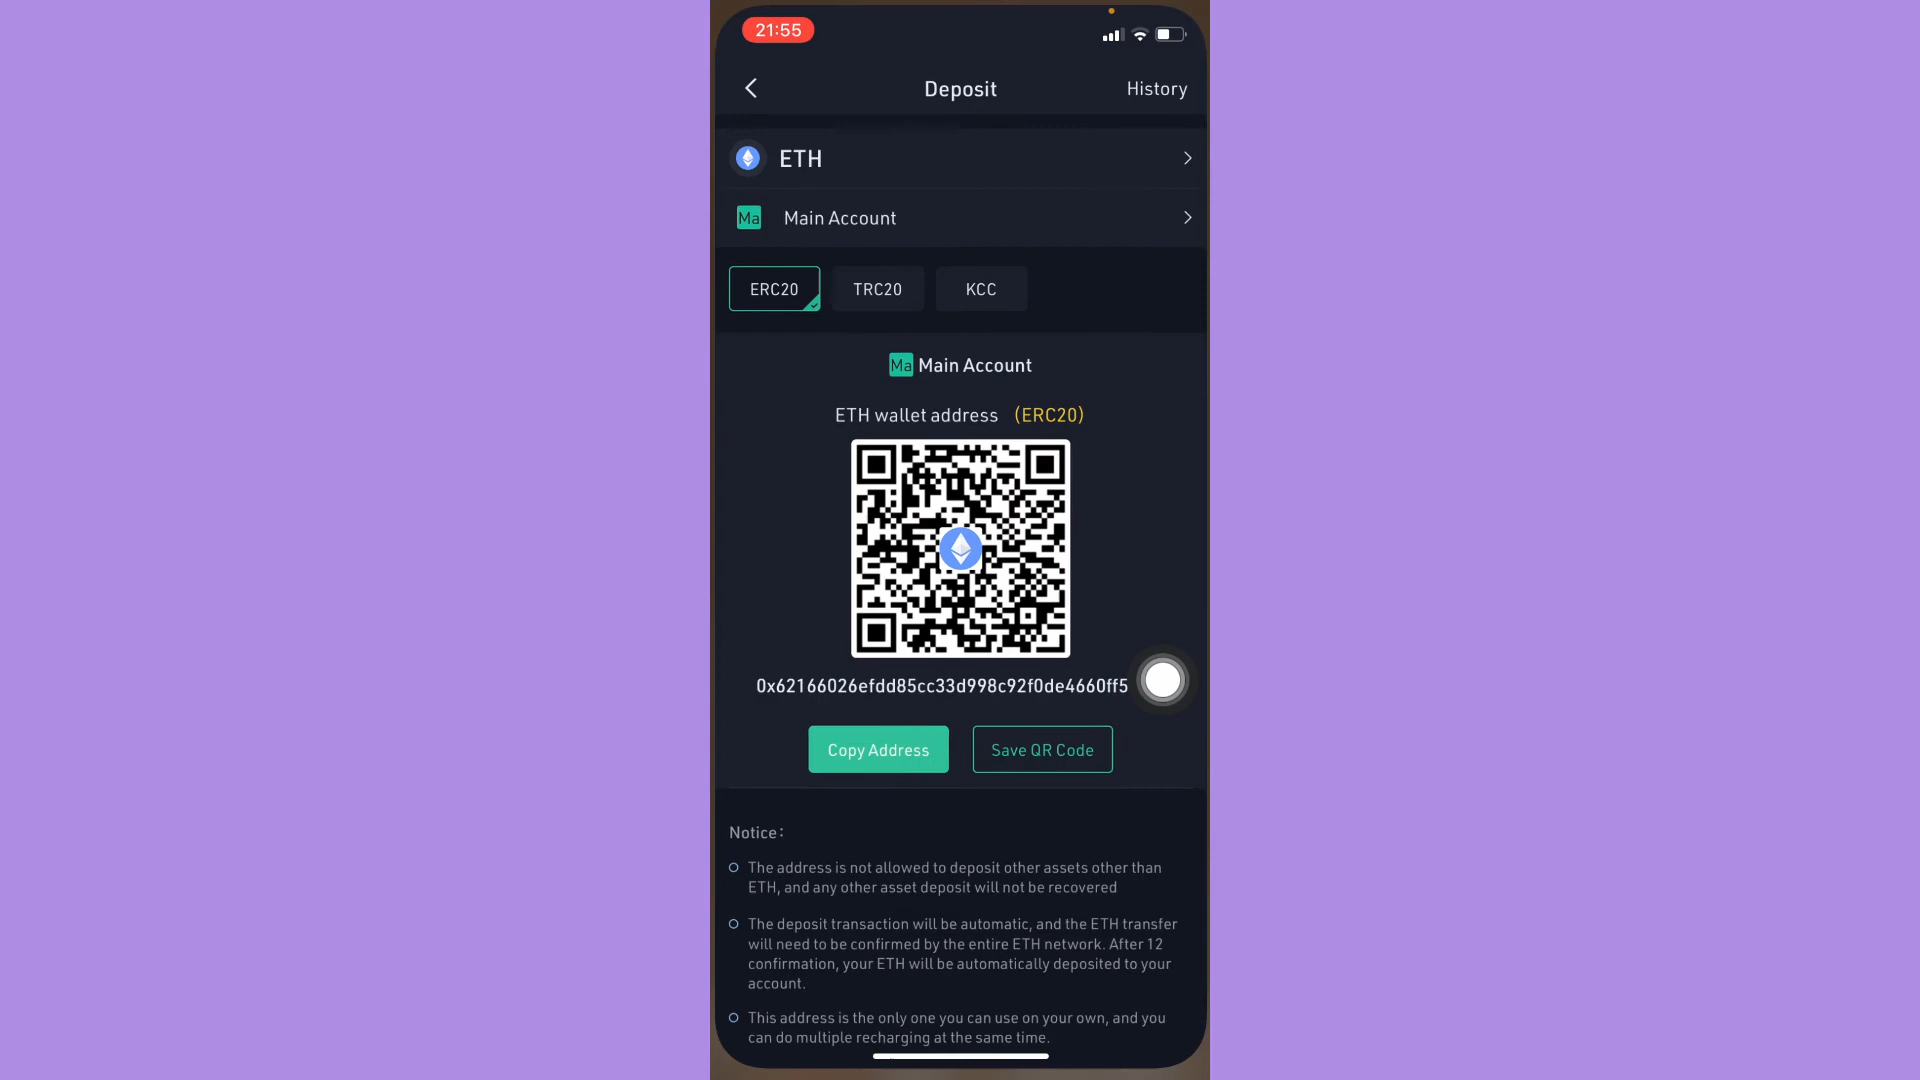 21:55
Deposit
History
ETH
Ma Main Account
ERC20 TRC20 KCC
Ma Main Account
ETH wallet address (ERC20)
0x62166026efdd85cc33d998c92f0de4660ff5
Copy Address
Save QR Code
Notice:
The address is not allowed to deposit other assets other than
ETH, and any other asset deposit will not be recovered
The deposit transaction will be automatic, and the ETH transfer
will need to be confirmed by the entire ETH network. After 12
confirmation, your ETH will be automatically deposited to your
account.
This address is the only one you can use on your own, and you
can do multiple recharging at the same time.